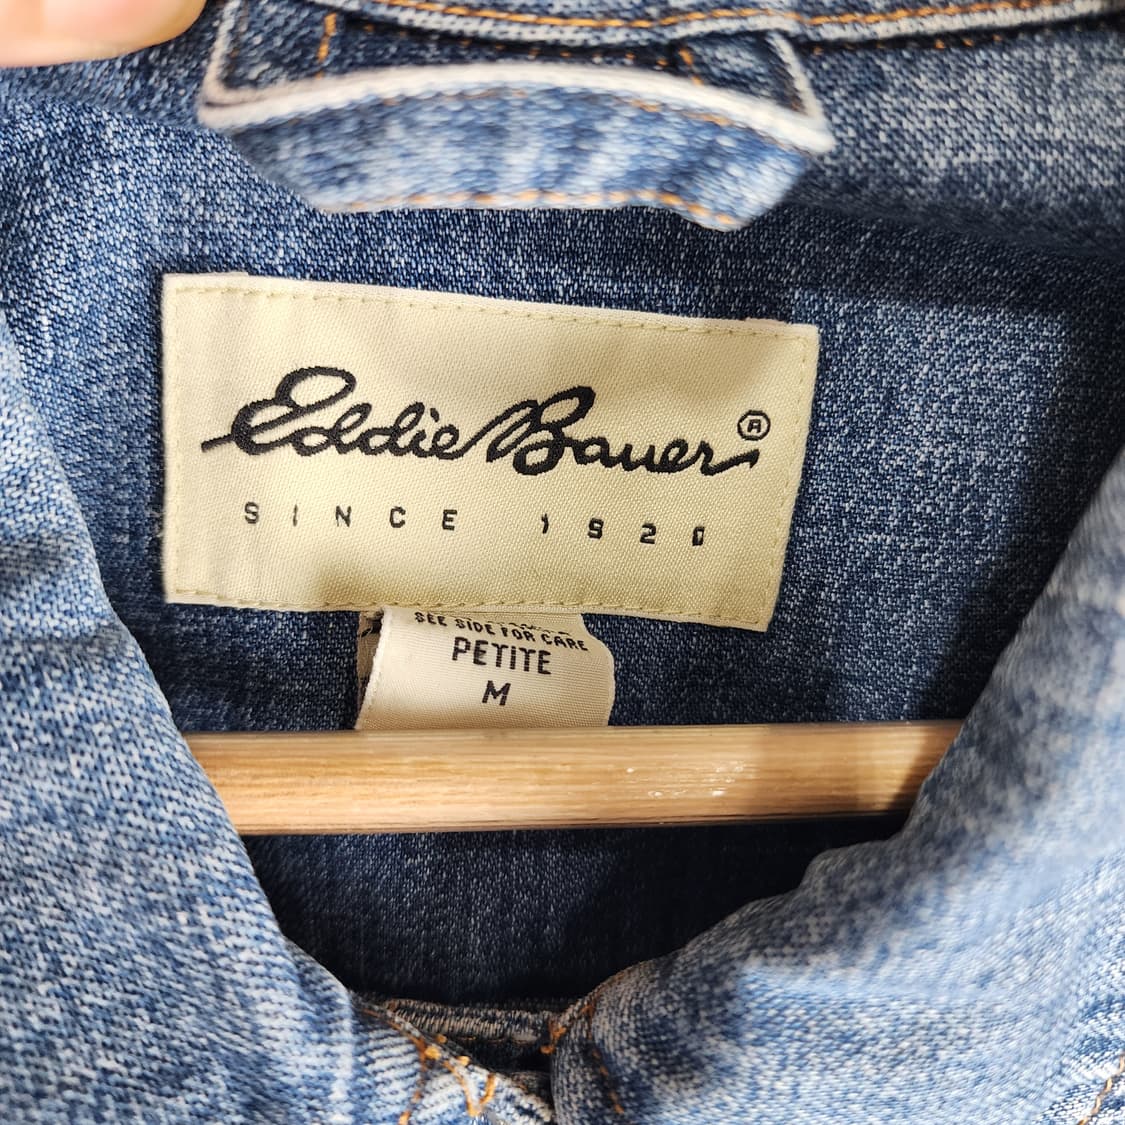 Eddie Bauer®
SINCE 1920
SEE SIDE FOR CARE
PETITE
M